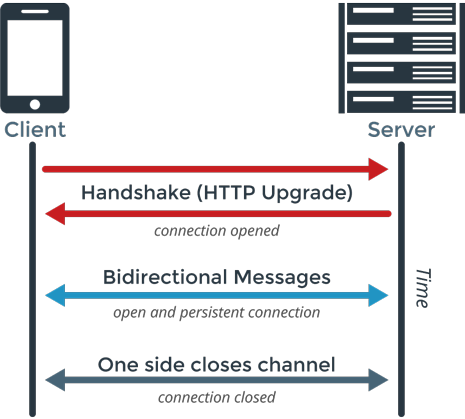 Client
Server
Handshake (HTTP Upgrade)
connection opened
Bidirectional Messages
open and persistent connection
Time
One side closes channel
connection closed